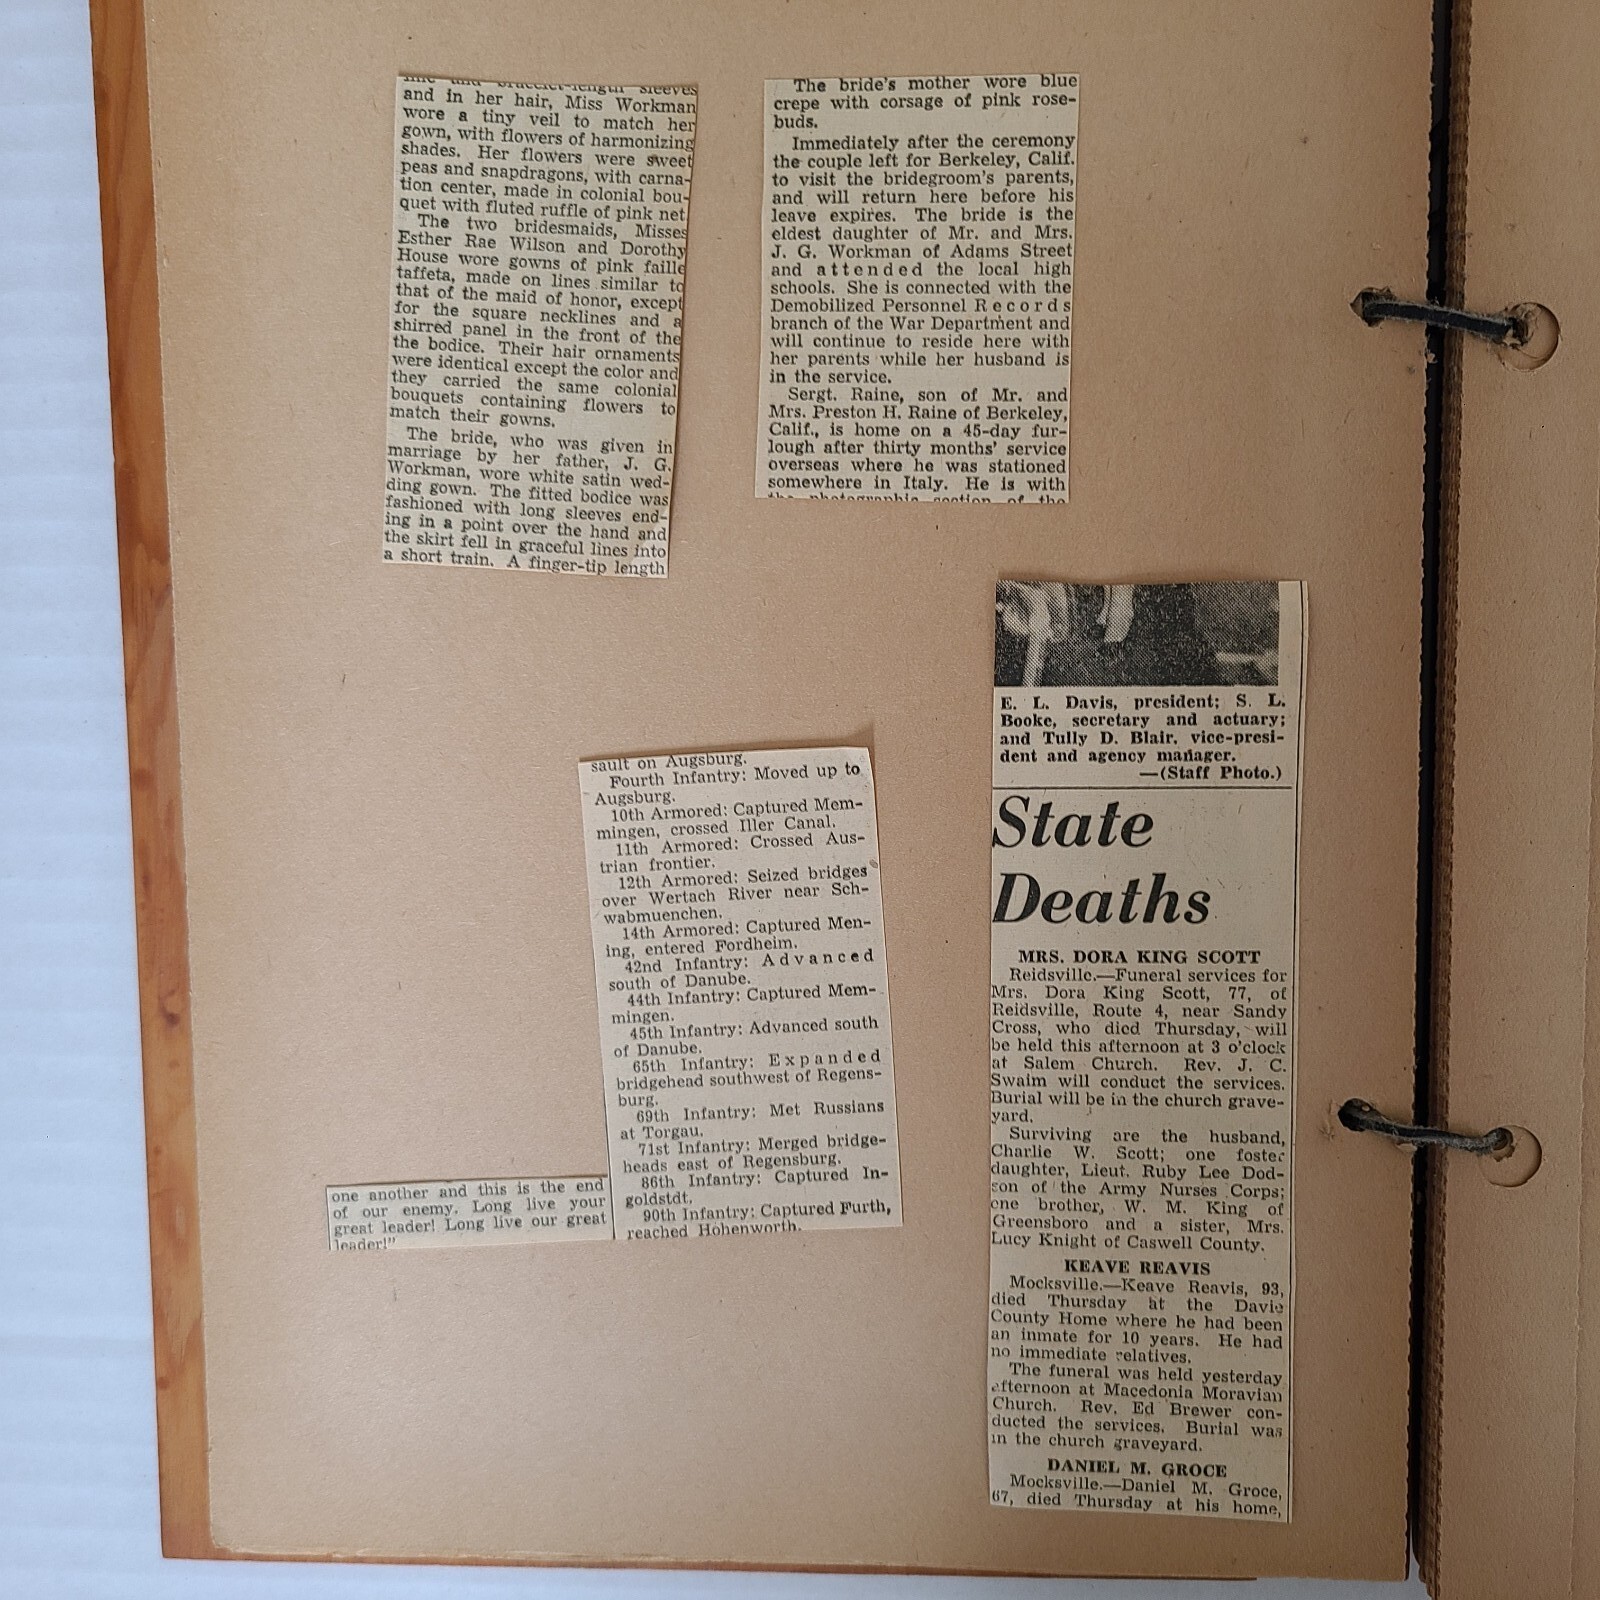 and bracelet-length sleeves
and in her hair, Miss Workman
wore a tiny veil to match her
gown, with flowers of harmonizing
shades. Her flowers were sweet
peas and snapdragons, with carna-
tion center, made in colonial bou-
quet with fluted ruffle of pink net
The two bridesmaids, Misses
Esther Rae Wilson and Dorothy
House wore gowns of pink faille
taffeta, made on lines similar to
that of the maid of honor, except
for the square necklines and a
shirred panel in the front of the
the bodice. Their hair ornaments
were identical except the color and
they carried the same colonial
bouquets containing flowers to
match their gowns.
The bride, who was given in
marriage by her father, J. G.
Workman, wore white satin wed-
ding gown. The fitted bodice was
fashioned with long sleeves end-
ing in a point over the hand and
the skirt fell in graceful lines into
a short train. A finger-tip length
The bride's mother wore blue
crepe with corsage of pink rose-
buds.
Immediately after the ceremony
the couple left for Berkeley, Calif.
to visit the bridegroom's parents,
and will return here before his
leave expires. The bride is the
eldest daughter of Mr. and Mrs.
J. G. Workman of Adams Street
and attended the local high
schools. She is connected with the
Demobilized Personnel Records
branch of the War Department and
will continue to reside here with
her parents while her husband is
in the service.
Sergt. Raine, son of Mr. and
Mrs. Preston H. Raine of Berkeley,
Calif., is home on a 45-day fur-
lough after thirty months' service
overseas where he was stationed
somewhere in Italy. He is with
the photographic section of the
sault on Augsburg.
Fourth Infantry: Moved up to
Augsburg.
10th Armored: Captured Mem-
mingen, crossed Iller Canal.
11th Armored: Crossed Aus-
trian frontier.
12th Armored: Seized bridges
over Wertach River near Sch-
wabmuenchen.
14th Armored: Captured Men-
ing, entered Fordheim.
42nd Infantry: Advanced
south of Danube.
44th Infantry: Captured Mem-
mingen.
45th Infantry: Advanced south
of Danube.
65th Infantry: Expanded
bridgehead southwest of Regens-
burg.
69th Infantry: Met Russians
at Torgau.
71st Infantry: Merged bridge-
heads east of Regensburg.
86th Infantry: Captured In-
goldstdt.
90th Infantry: Captured Furth,
reached Hohenworth.
one another and this is the end
of our enemy. Long live your
great leader! Long live our great
leader!"
E. L. Davis, president; S. L.
Booke, secretary and actuary;
and Tully D. Blair, vice-presi-
dent and agency manager.
—(Staff Photo.)
State
Deaths
MRS. DORA KING SCOTT
Reidsville.—Funeral services for
Mrs. Dora King Scott, 77, of
Reidsville, Route 4, near Sandy
Cross, who died Thursday, will
be held this afternoon at 3 o'clock
at Salem Church. Rev. J. C.
Swaim will conduct the services.
Burial will be in the church grave-
yard.
Surviving are the husband,
Charlie W. Scott; one foster
daughter, Lieut. Ruby Lee Dod-
son of the Army Nurses Corps;
one brother, W. M. King of
Greensboro and a sister, Mrs.
Lucy Knight of Caswell County.
KEAVE REAVIS
Mocksville.—Keave Reavis, 93,
died Thursday at the Davie
County Home where he had been
an inmate for 10 years. He had
no immediate relatives.
The funeral was held yesterday
afternoon at Macedonia Moravian
Church. Rev. Ed Brewer con-
ducted the services. Burial was
in the church graveyard.
DANIEL M. GROCE
Mocksville.—Daniel M. Groce,
67, died Thursday at his home,